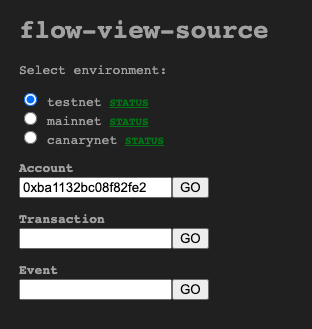 flow-view-source
Select environment:
testnet STATUS
mainnet STATUS
canarynet STATUS
Account
0xba1132bc08f82fe2 GO
Transaction
GO
Event
GO